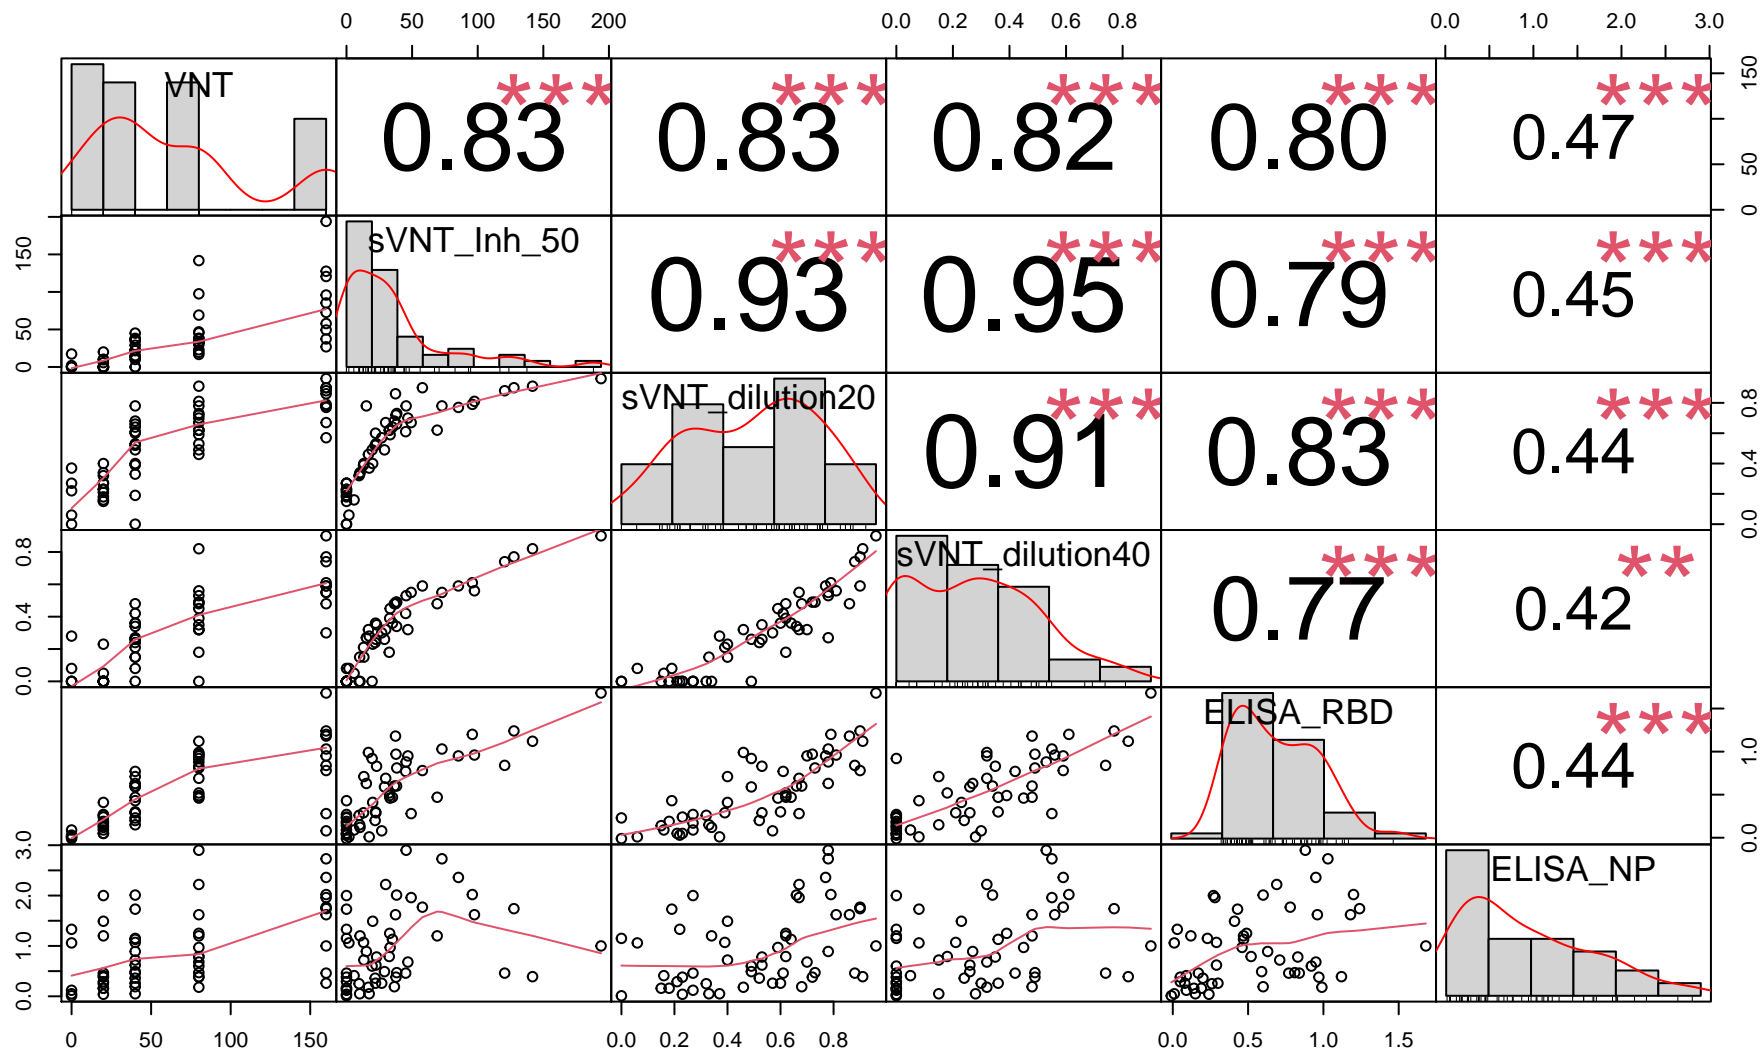 0 50 100 150 200 0.0 0.2 0.4 0.6 0.8 0.0 1.0 2.0 3.0
VNT 0.83 *** 0.83 *** 0.82 *** 0.80 *** 0.47 *** 0 50 150
0 50 150 sVNT_Inh_50 0.93 *** 0.95 *** 0.79 *** 0.45 ***
sVNT_dilution20 0.91 *** 0.83 *** 0.44 *** 0.0 0.4 0.8
0.0 0.4 0.8 sVNT_dilution40 0.77 *** 0.42 **
ELISA_RBD 0.44 *** 0.0 1.0
0.0 1.0 2.0 3.0 ELISA_NP
0 50 100 150 0.0 0.2 0.4 0.6 0.8 0.0 0.5 1.0 1.5